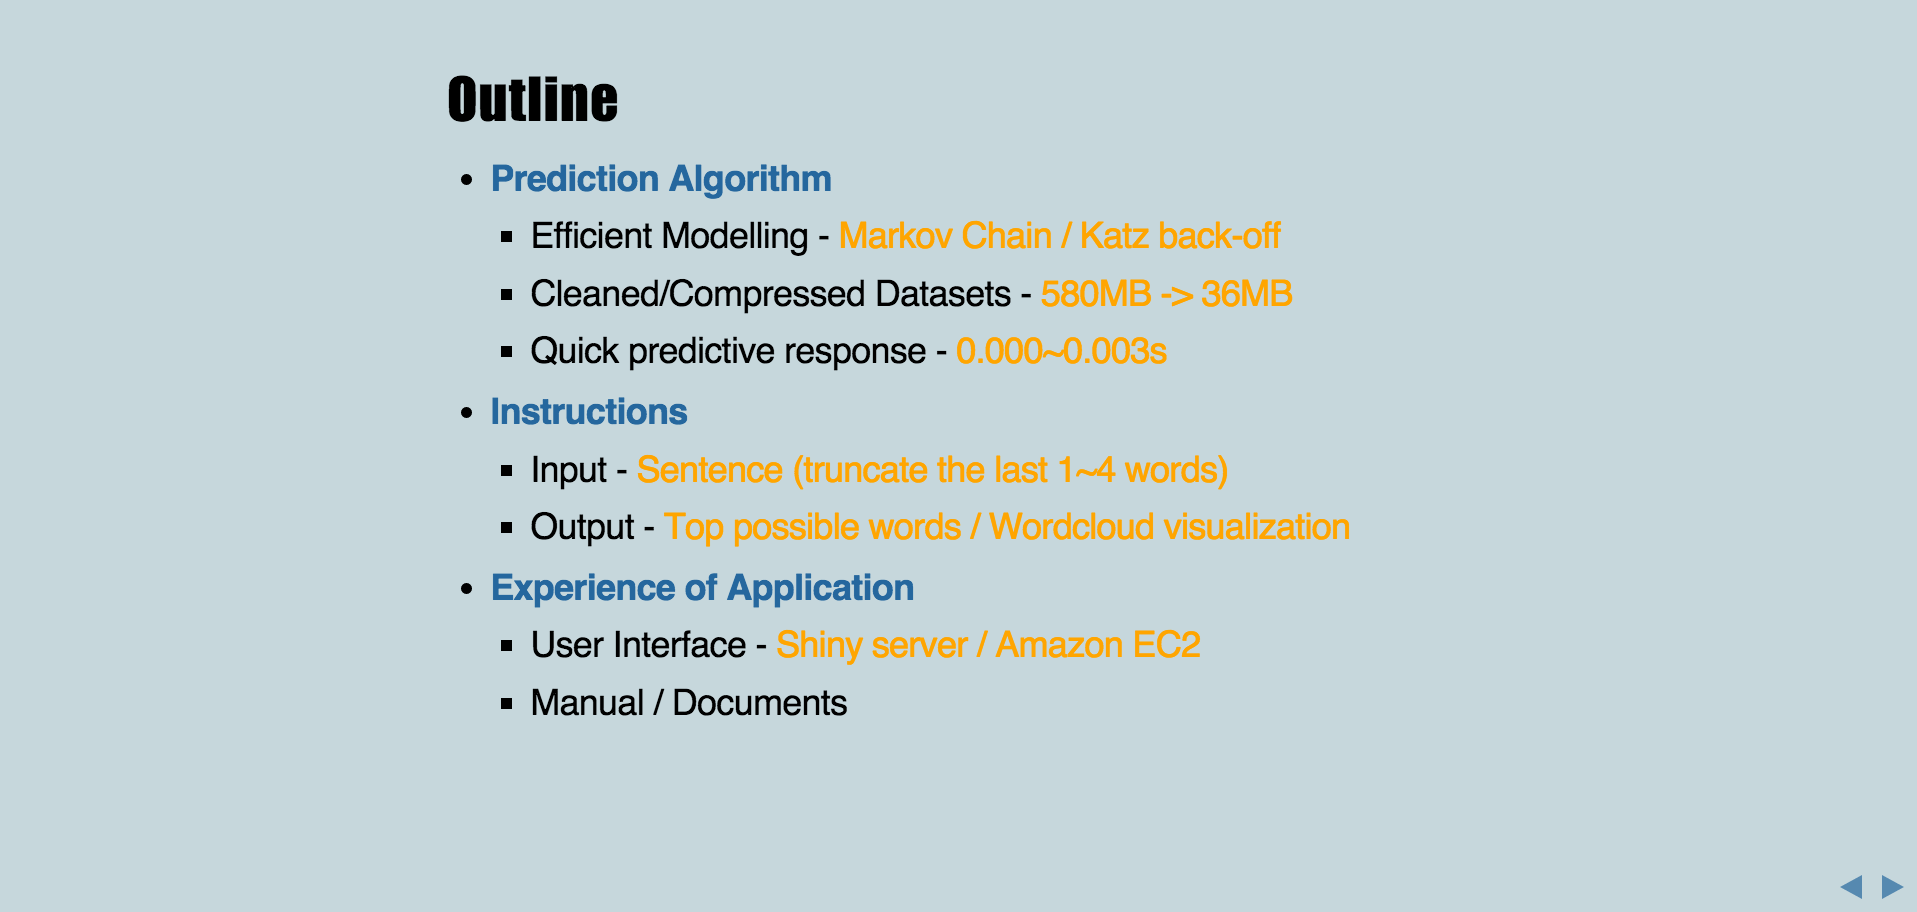 Outline
Prediction Algorithm
Efficient Modelling - Markov Chain / Katz back-off
Cleaned/Compressed Datasets - 580MB -> 36MB
Quick predictive response - 0.000~0.003s
Instructions
Input - Sentence (truncate the last 1~4 words)
Output - Top possible words / Wordcloud visualization
Experience of Application
User Interface - Shiny server / Amazon EC2
Manual / Documents